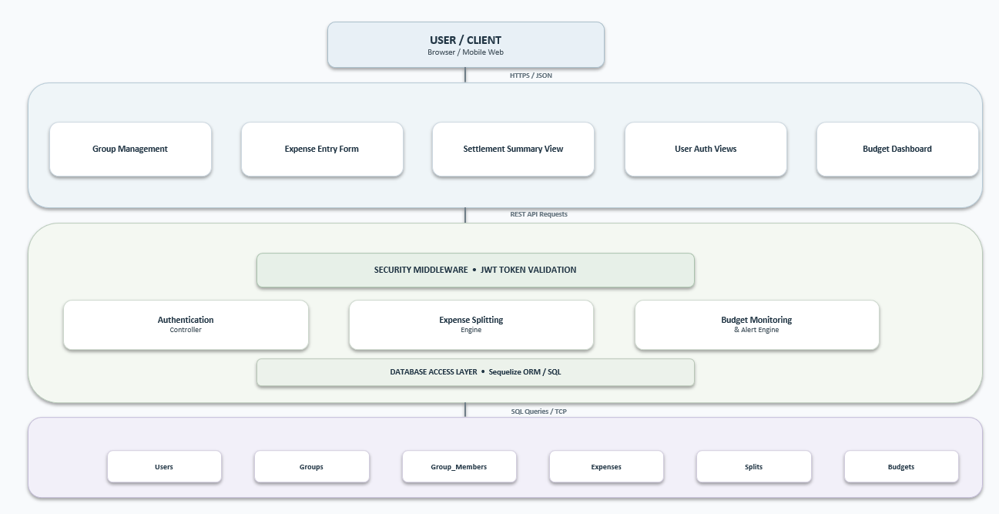 USER / CLIENT
Browser / Mobile Web
HTTPS / JSON
Group Management
Expense Entry Form
Settlement Summary View
User Auth Views
Budget Dashboard
REST API Requests
SECURITY MIDDLEWARE • JWT TOKEN VALIDATION
Authentication
Controller
Expense Splitting
Engine
Budget Monitoring
& Alert Engine
DATABASE ACCESS LAYER • Sequelize ORM / SQL
SQL Queries / TCP
Users
Groups
Group_Members
Expenses
Splits
Budgets